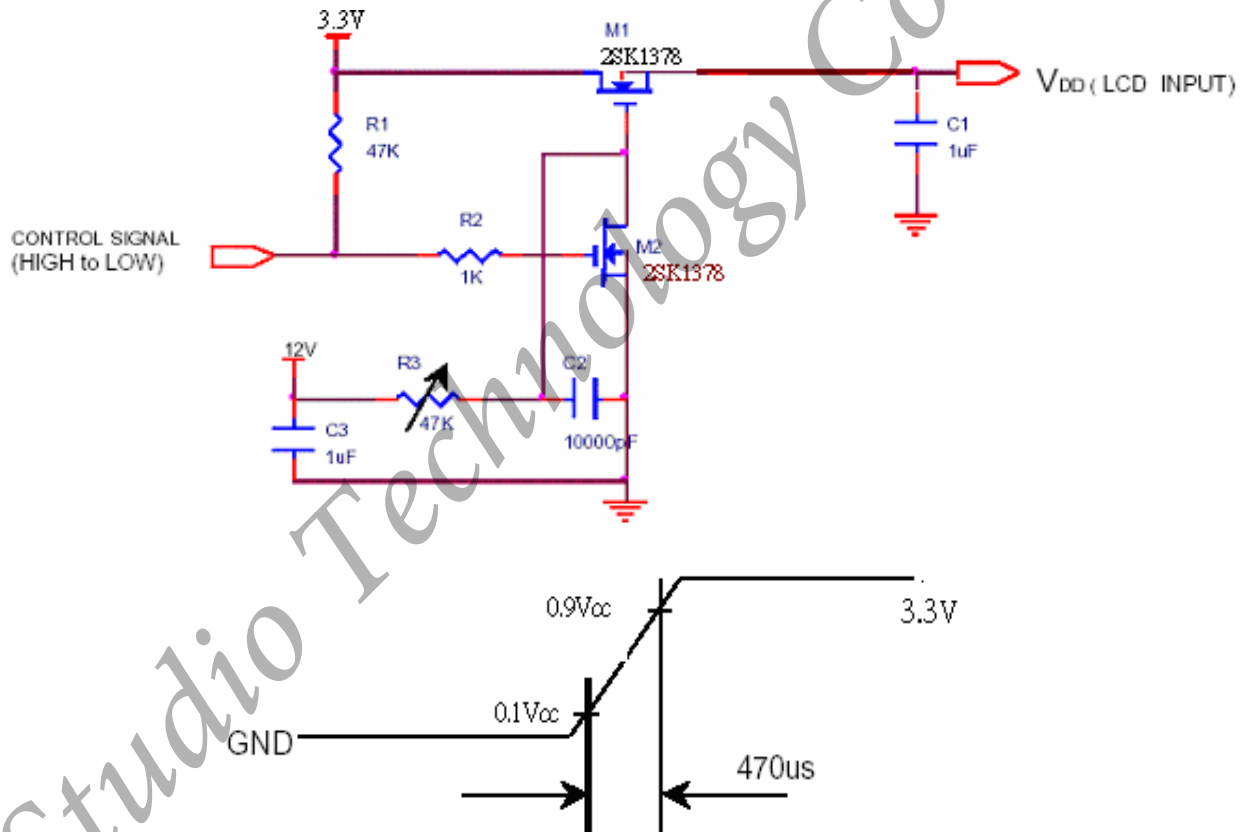 3.3V
M1
2SK1378
VDD ( LCD INPUT)
R1
47K
C1
1uF
CONTROL SIGNAL
(HIGH to LOW)
R2
1K
M2
2SK1378
12V
R3
47K
C2
10000pF
C3
1uF
0.9Vcc
3.3V
0.1Vcc
GND
470us
Studio Technology Co